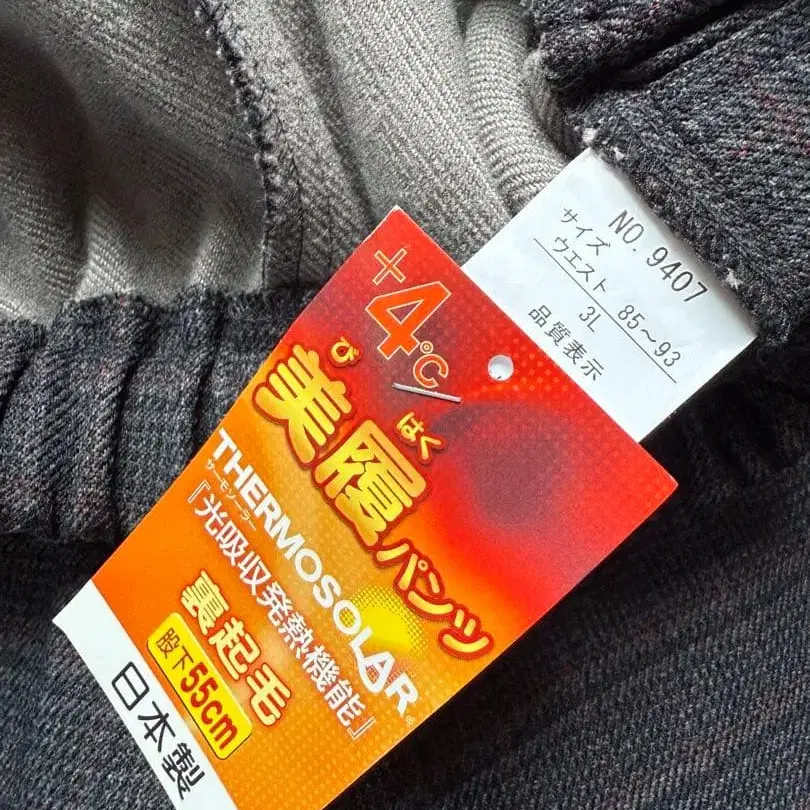 NO. 9407
サイズ
ウエスト 85~93
3L
品質表示
+4℃
び はく
美履パンツ
THERMOSOLAR®
サーモソーラー
『光吸収発熱機能』
裏起毛
股下55cm
日本製